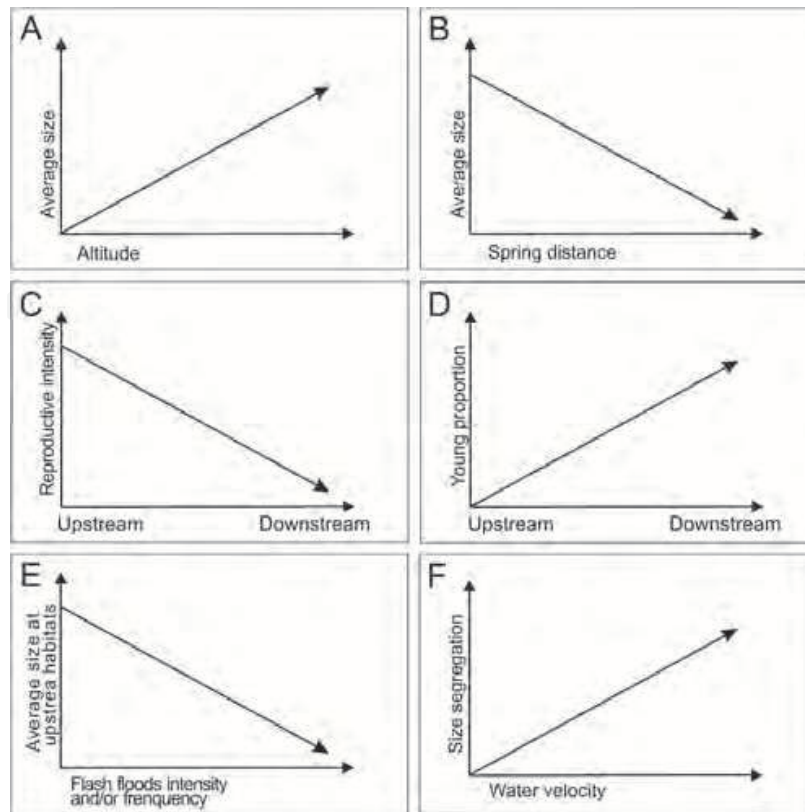 A
Average size
Altitude
B
Average size
Spring distance
C
Reproductive intensity
Upstream
Downstream
D
Young proportion
Upstream
Downstream
E
Average size at
upstrea habitats
Flash floods intensity
and/or frenquency
F
Size segregation
Water velocity